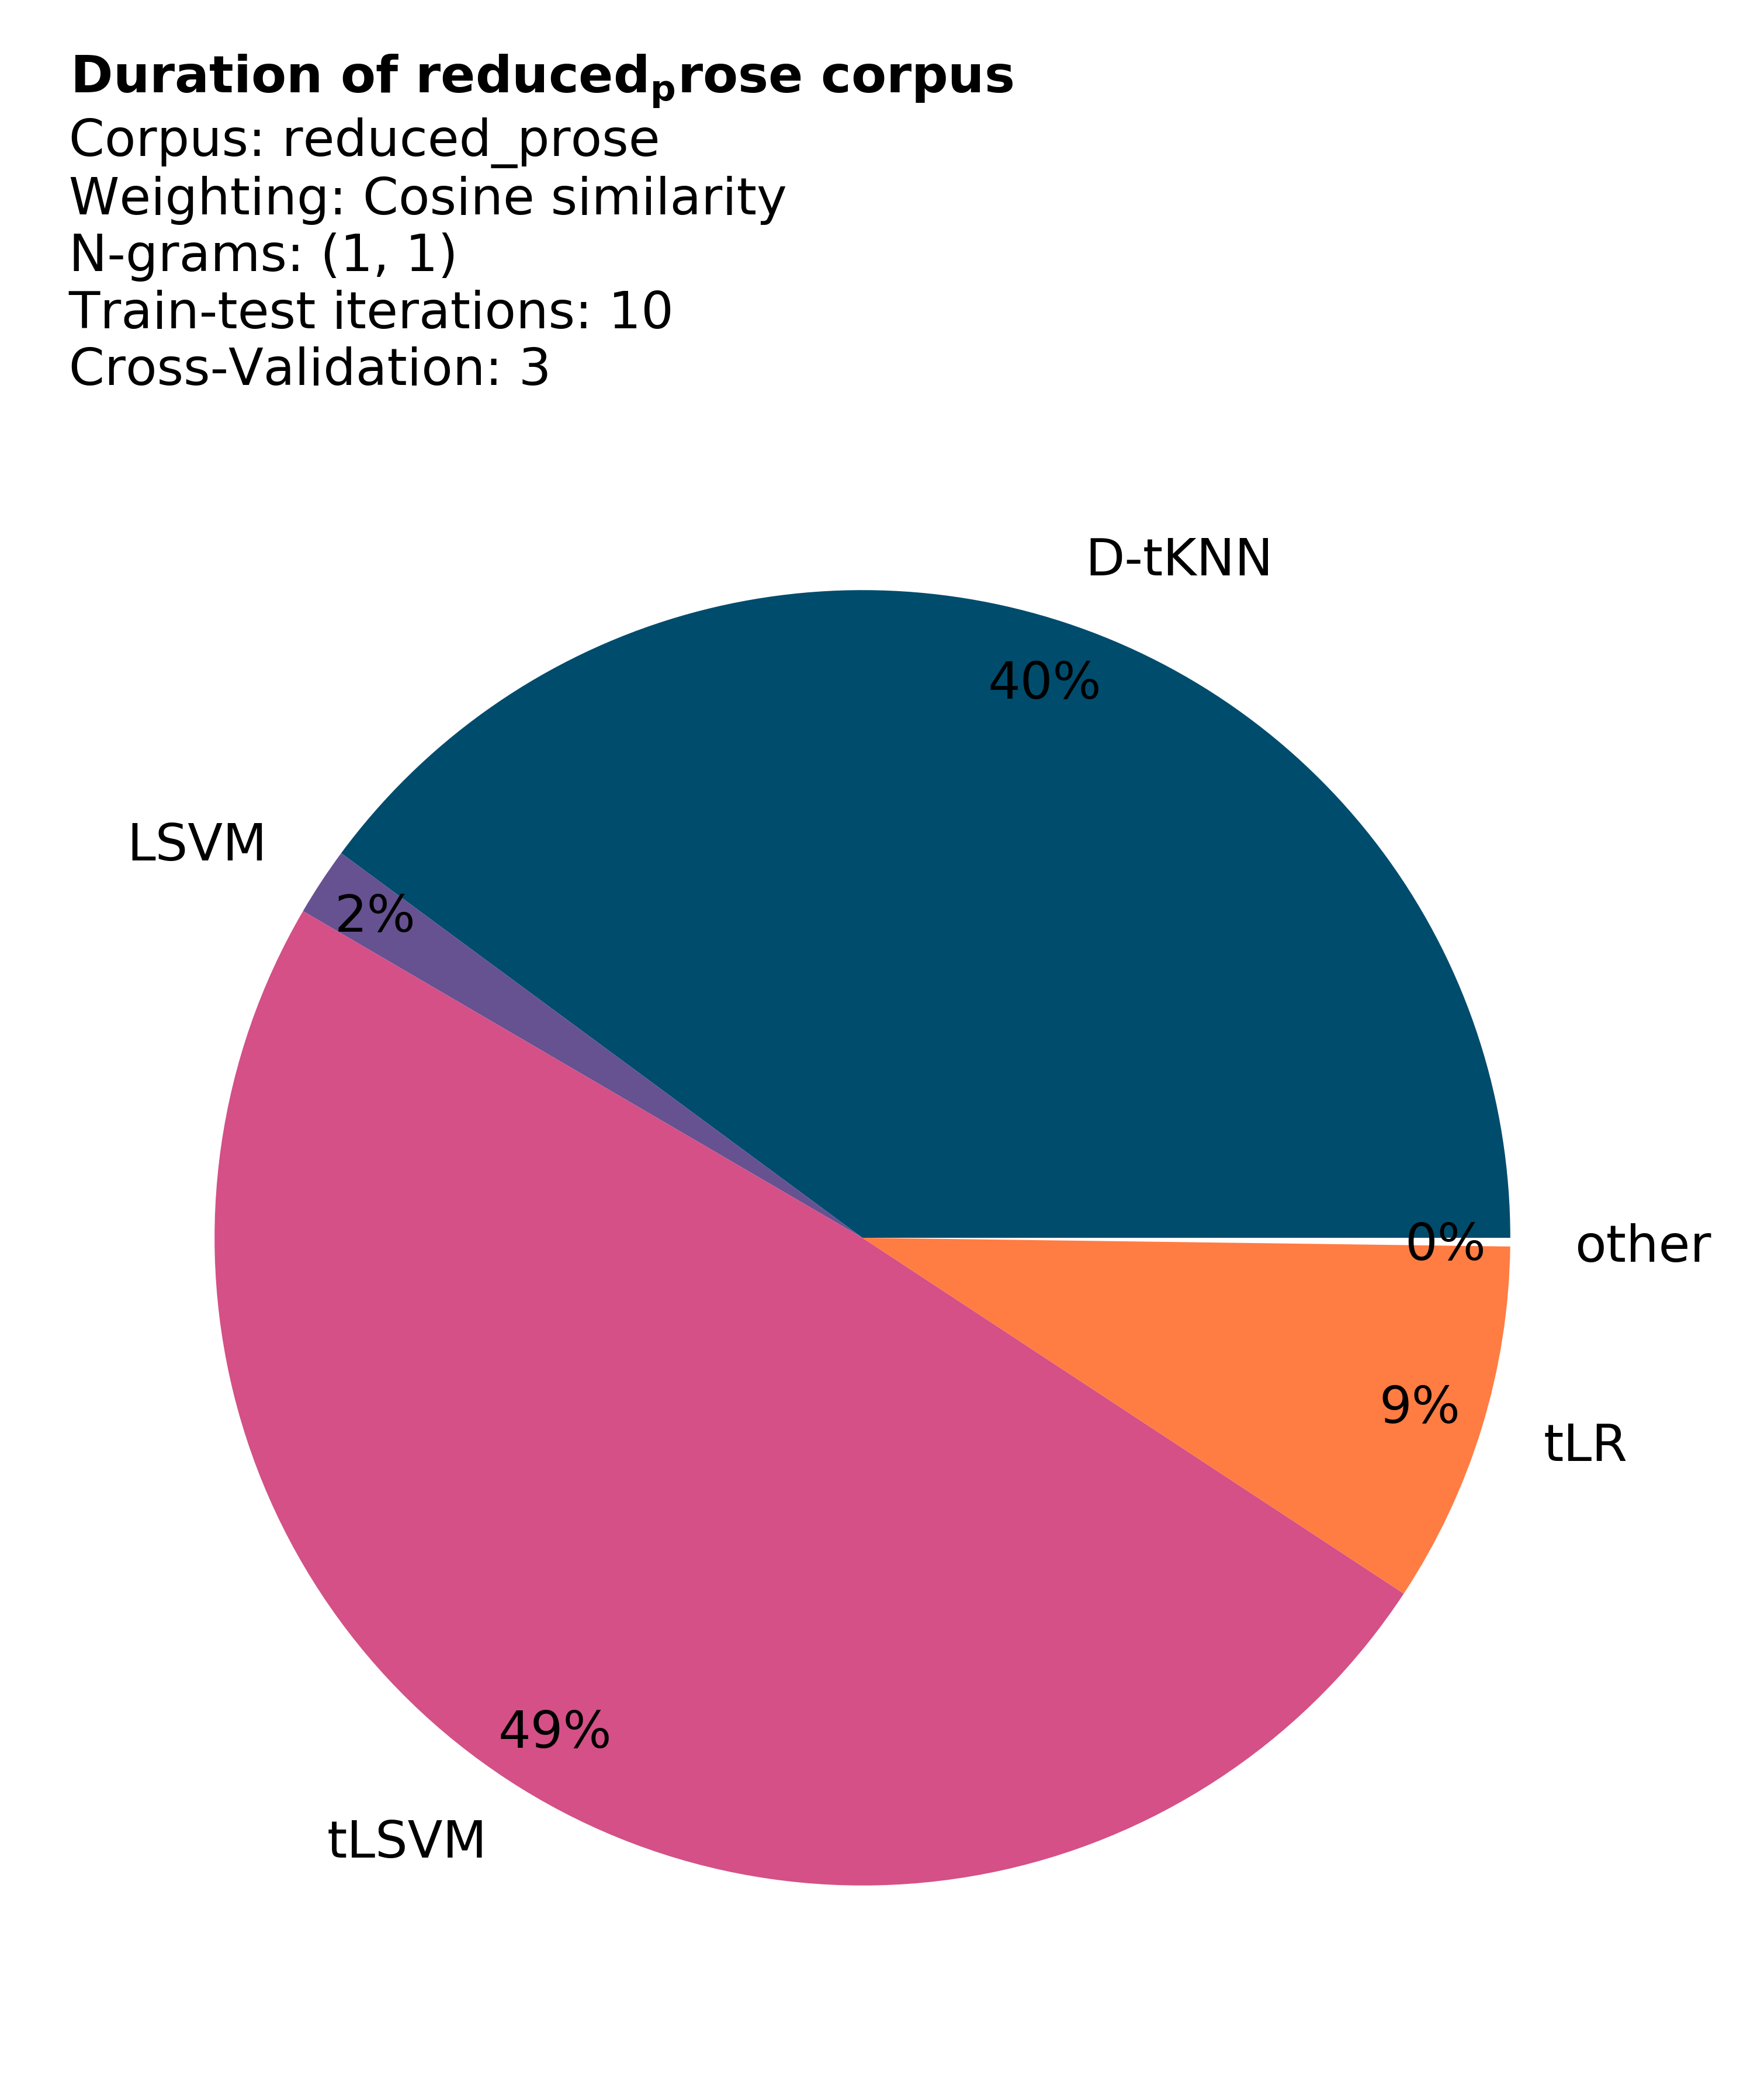 Duration of reducedₚrose corpus
Corpus: reduced_prose
Weighting: Cosine similarity
N-grams: (1, 1)
Train-test iterations: 10
Cross-Validation: 3
D-tKNN
40%
LSVM
2%
0%
other
9%
tLR
49%
tLSVM